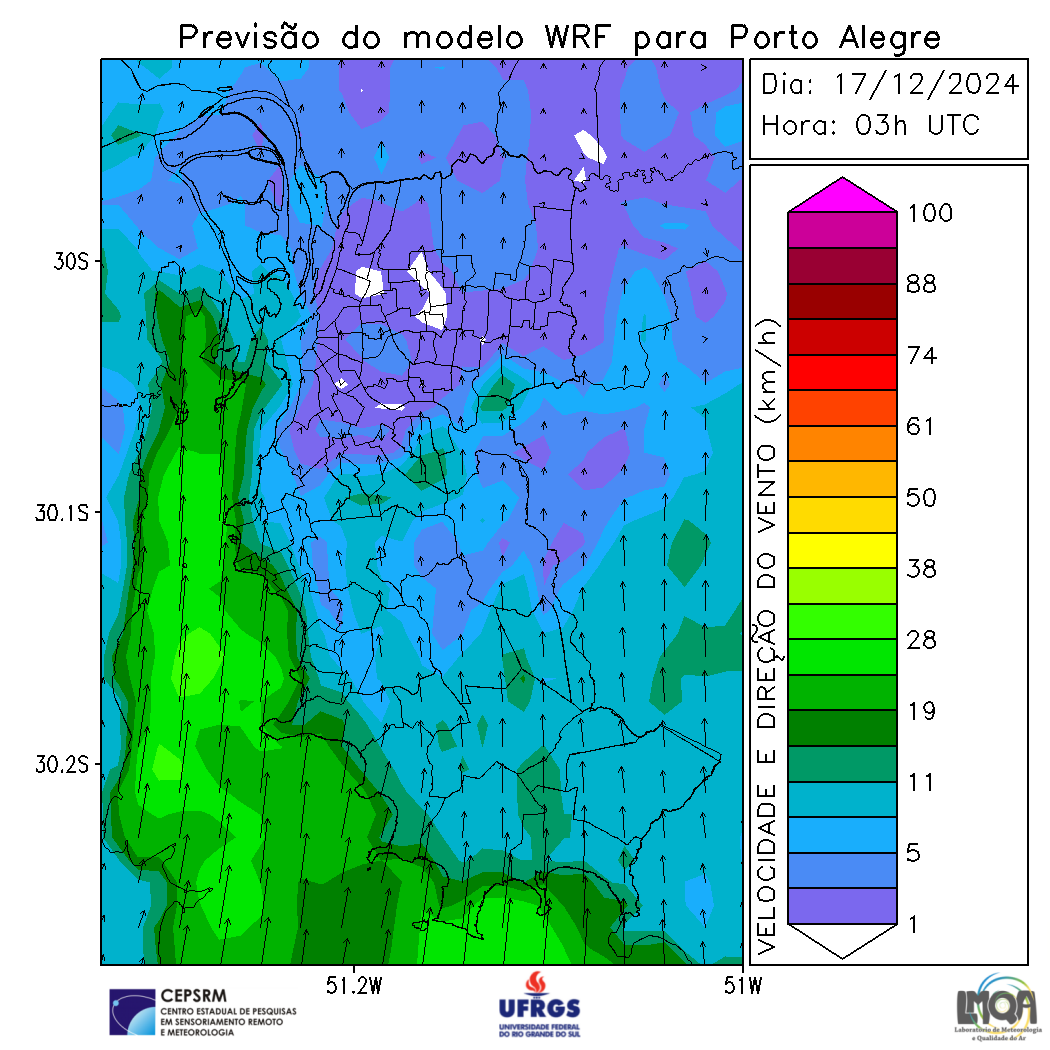 Previsão do modelo WRF para Porto Alegre
Dia: 17/12/2024
Hora: 03h UTC
30S
30.1S
30.2S
51.2W
51W
VELOCIDADE E DIREÇÃO DO VENTO (km/h)
100
88
74
61
50
38
28
19
11
5
1
CEPSRM
CENTRO ESTADUAL DE PESQUISAS
EM SENSORIAMENTO REMOTO
E METEOROLOGIA
UFRGS
UNIVERSIDADE FEDERAL
DO RIO GRANDE DO SUL
LMQA
Laboratório de Meteorologia
e Qualidade do Ar